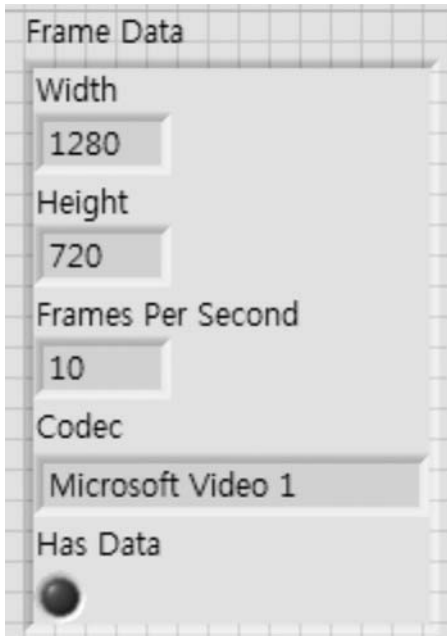 Frame Data
Width
1280
Height
720
Frames Per Second
10
Codec
Microsoft Video 1
Has Data